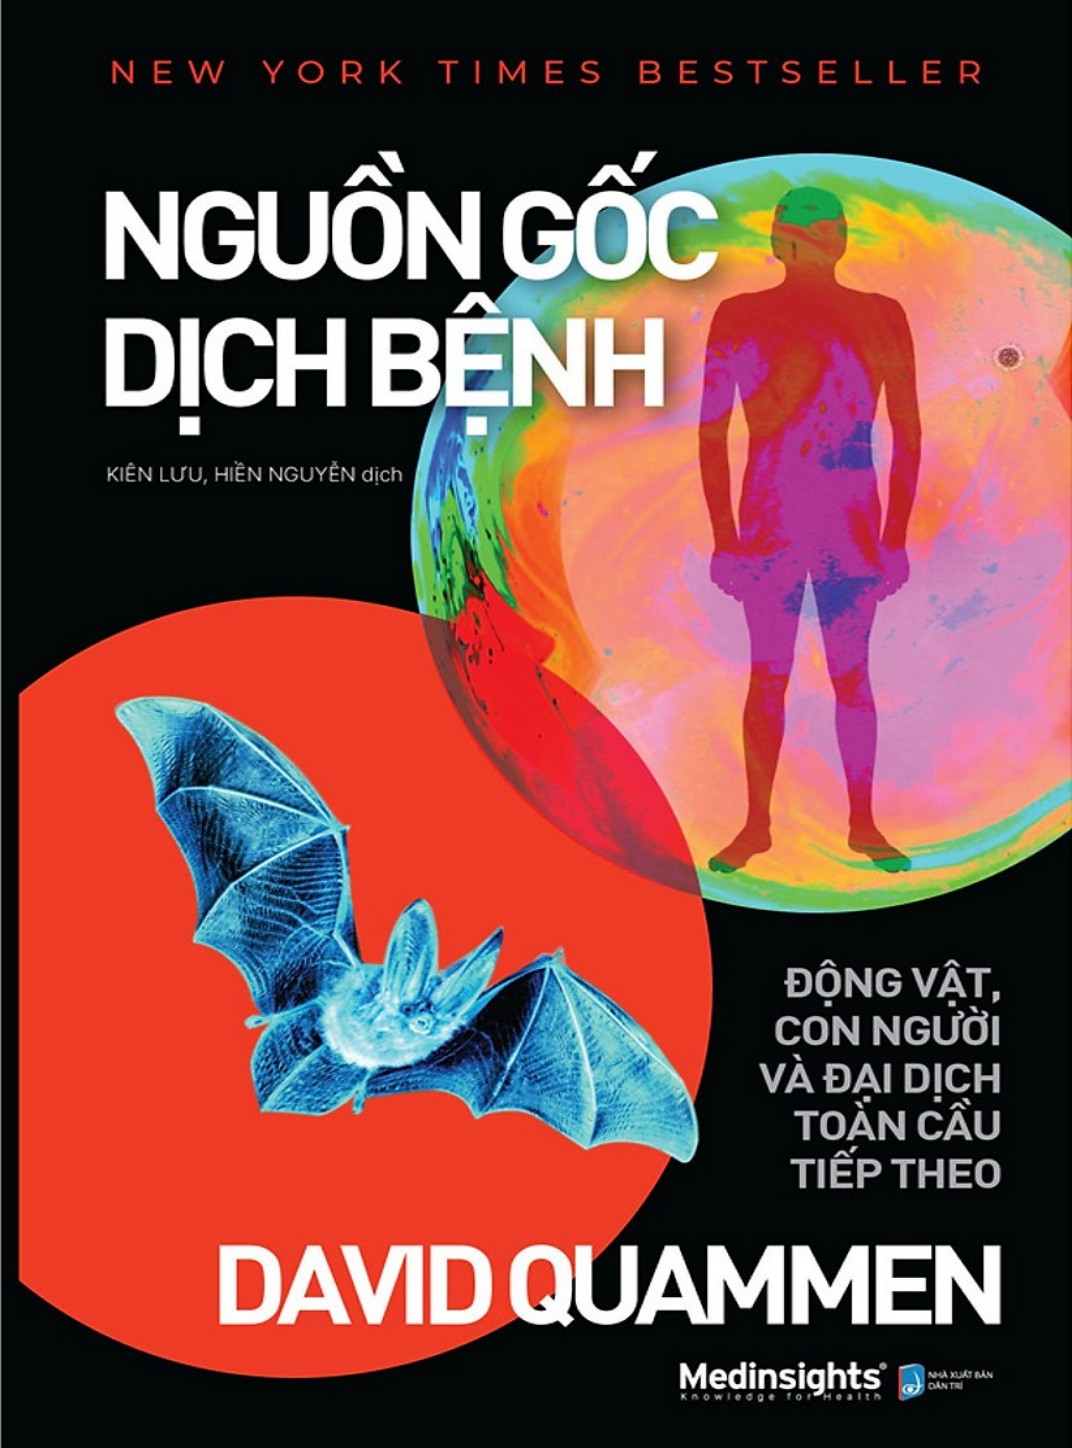 NEW YORK TIMES BESTSELLER
NGUỒN GỐC
DỊCH BỆNH
KIÊN LƯU, HIỀN NGUYỄN dịch
ĐỘNG VẬT,
CON NGƯỜI
VÀ ĐẠI DỊCH
TOÀN CẦU
TIẾP THEO
DAVID QUAMMEN
Medinsights®
Knowledge for Health
NHÀ XUẤT BẢN
DÂN TRÍ